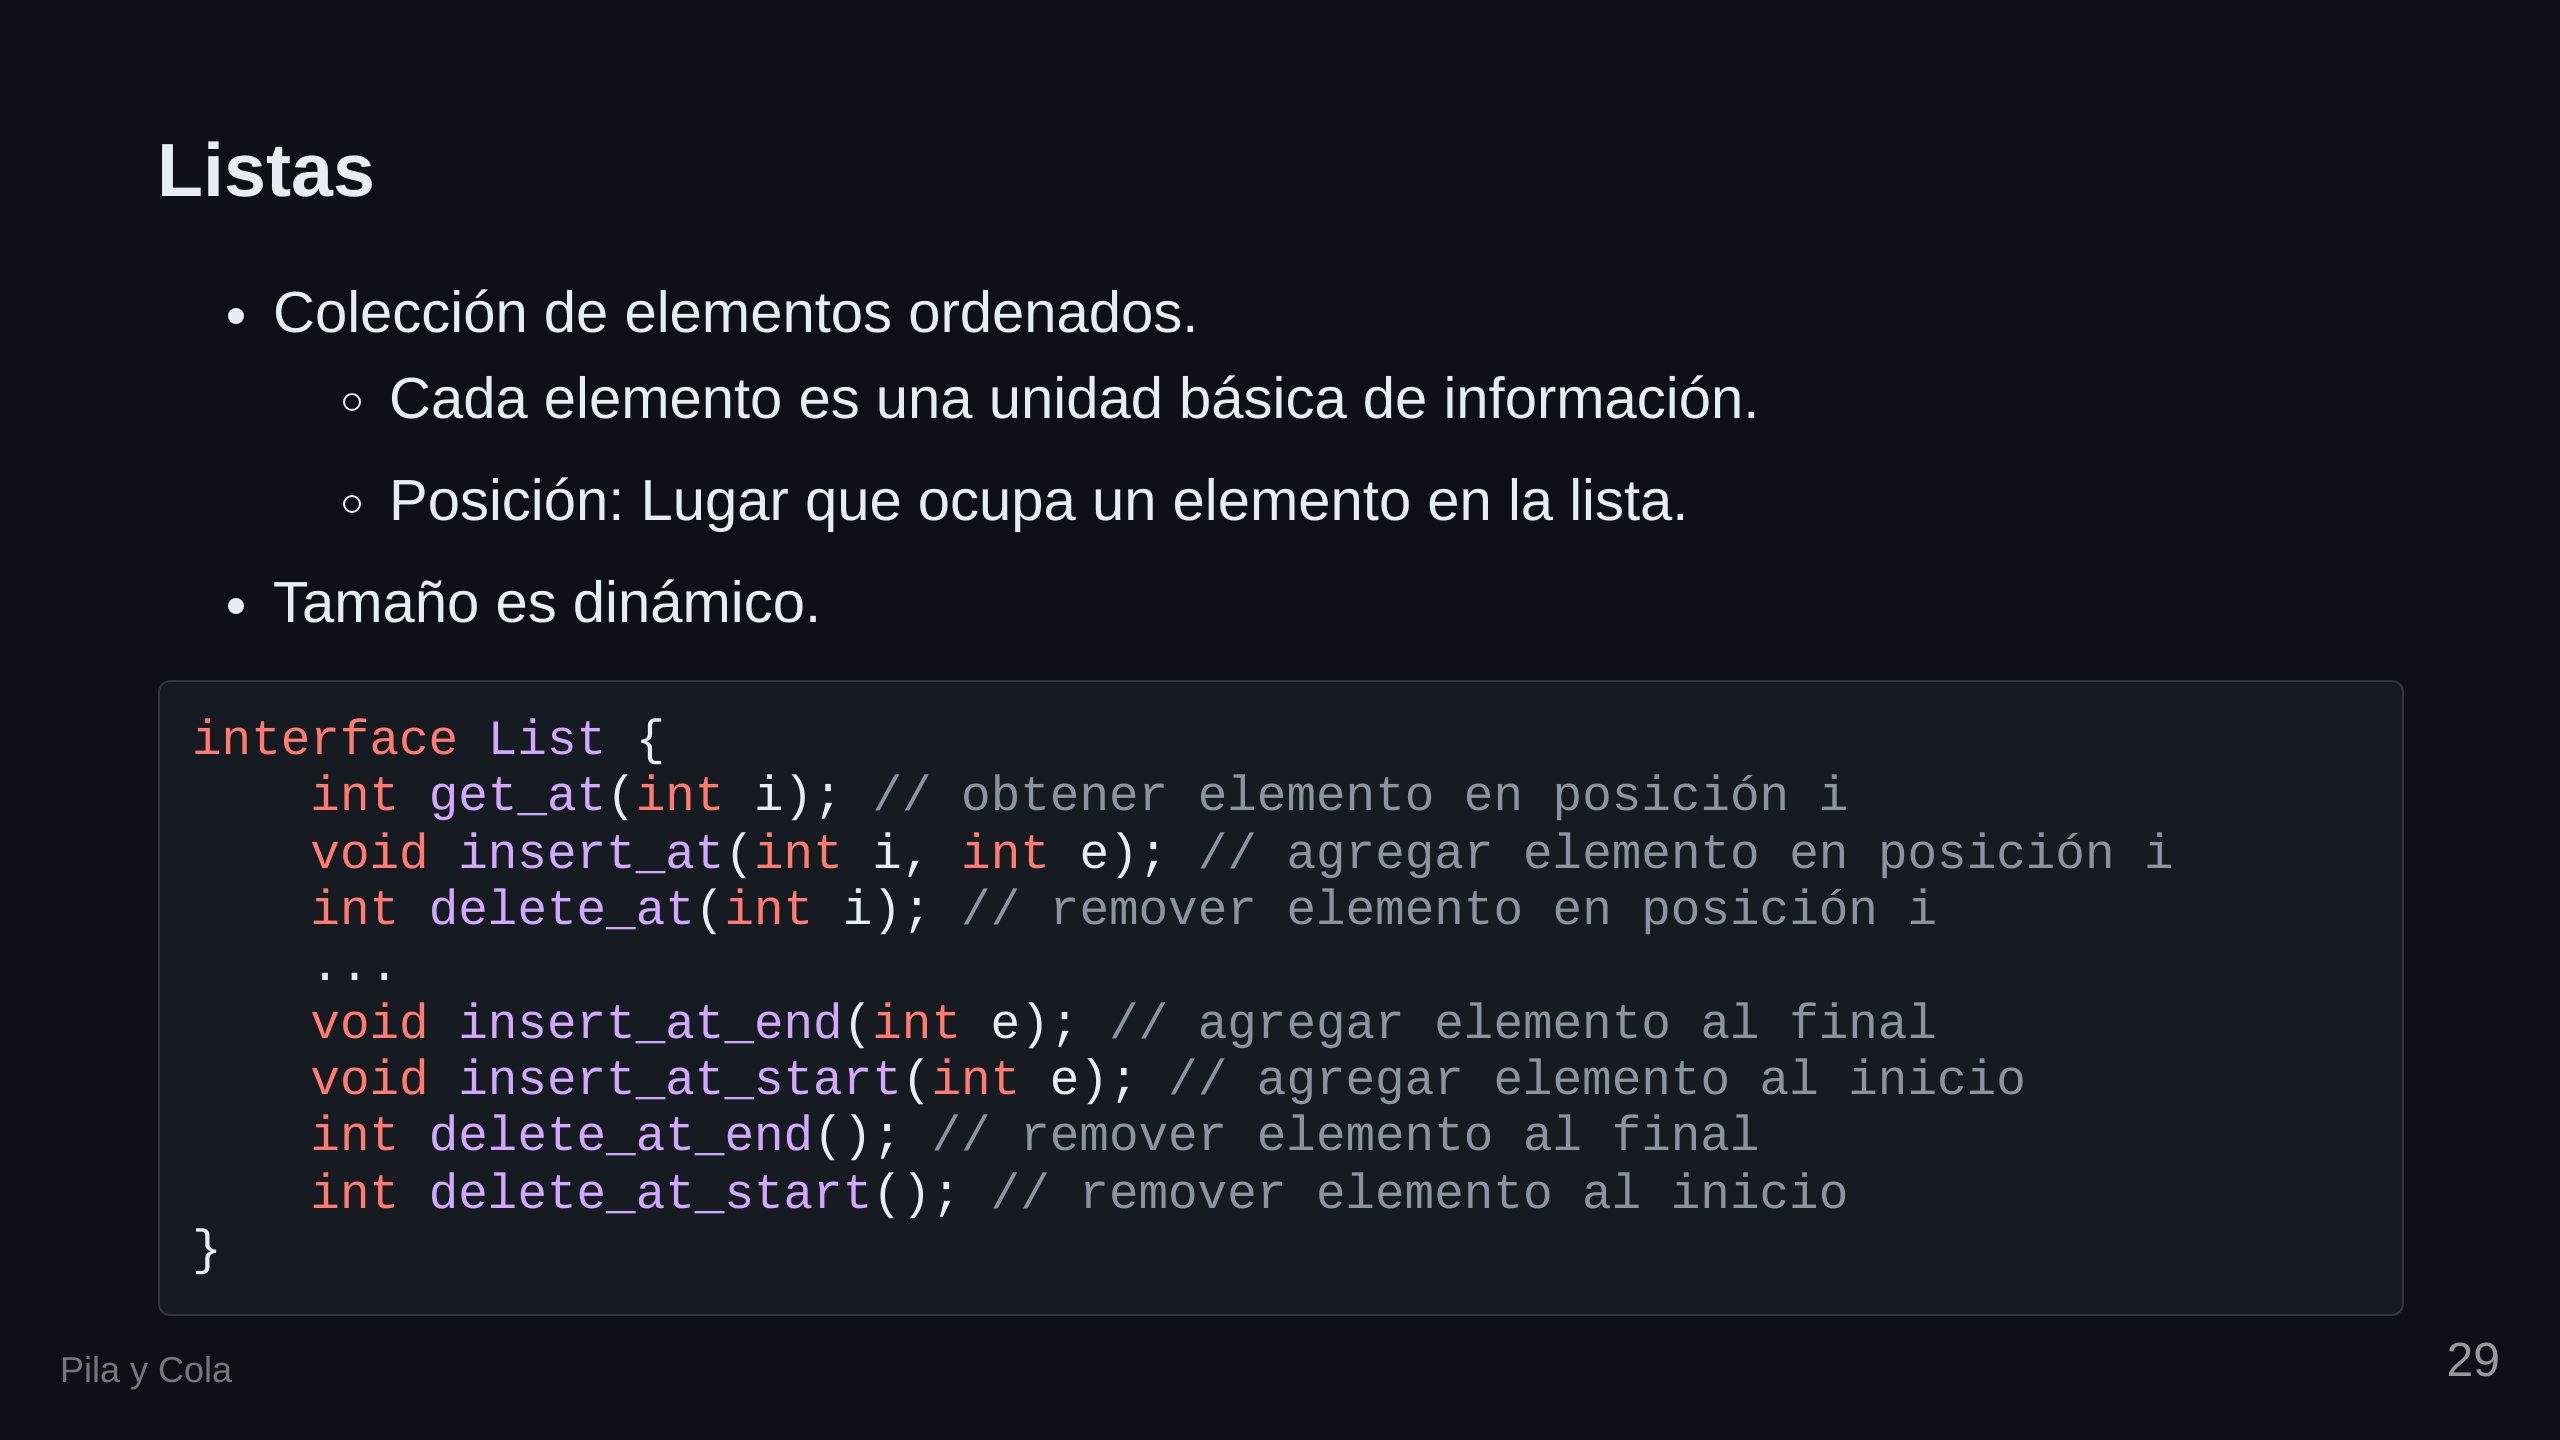 Listas
• Colección de elementos ordenados.
◦ Cada elemento es una unidad básica de información.
◦ Posición: Lugar que ocupa un elemento en la lista.
• Tamaño es dinámico.
interface List {
    int get_at(int i); // obtener elemento en posición i
    void insert_at(int i, int e); // agregar elemento en posición i
    int delete_at(int i); // remover elemento en posición i
    ...
    void insert_at_end(int e); // agregar elemento al final
    void insert_at_start(int e); // agregar elemento al inicio
    int delete_at_end(); // remover elemento al final
    int delete_at_start(); // remover elemento al inicio
}
Pila y Cola
29